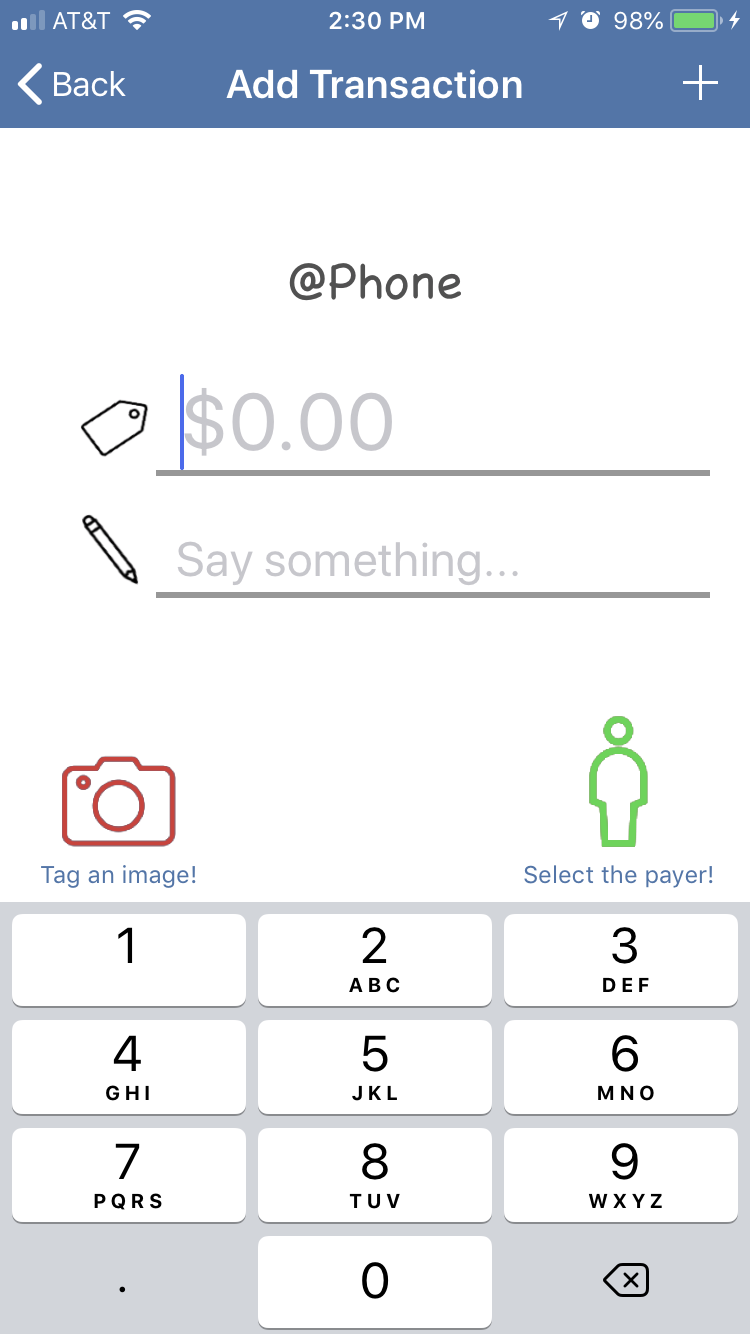 AT&T 2:30 PM 98%
Back Add Transaction +
@Phone
$0.00
Say something...
Tag an image! Select the payer!
1 2 3
ABC DEF
4 5 6
GHI JKL MNO
7 8 9
PQRS TUV WXYZ
. 0